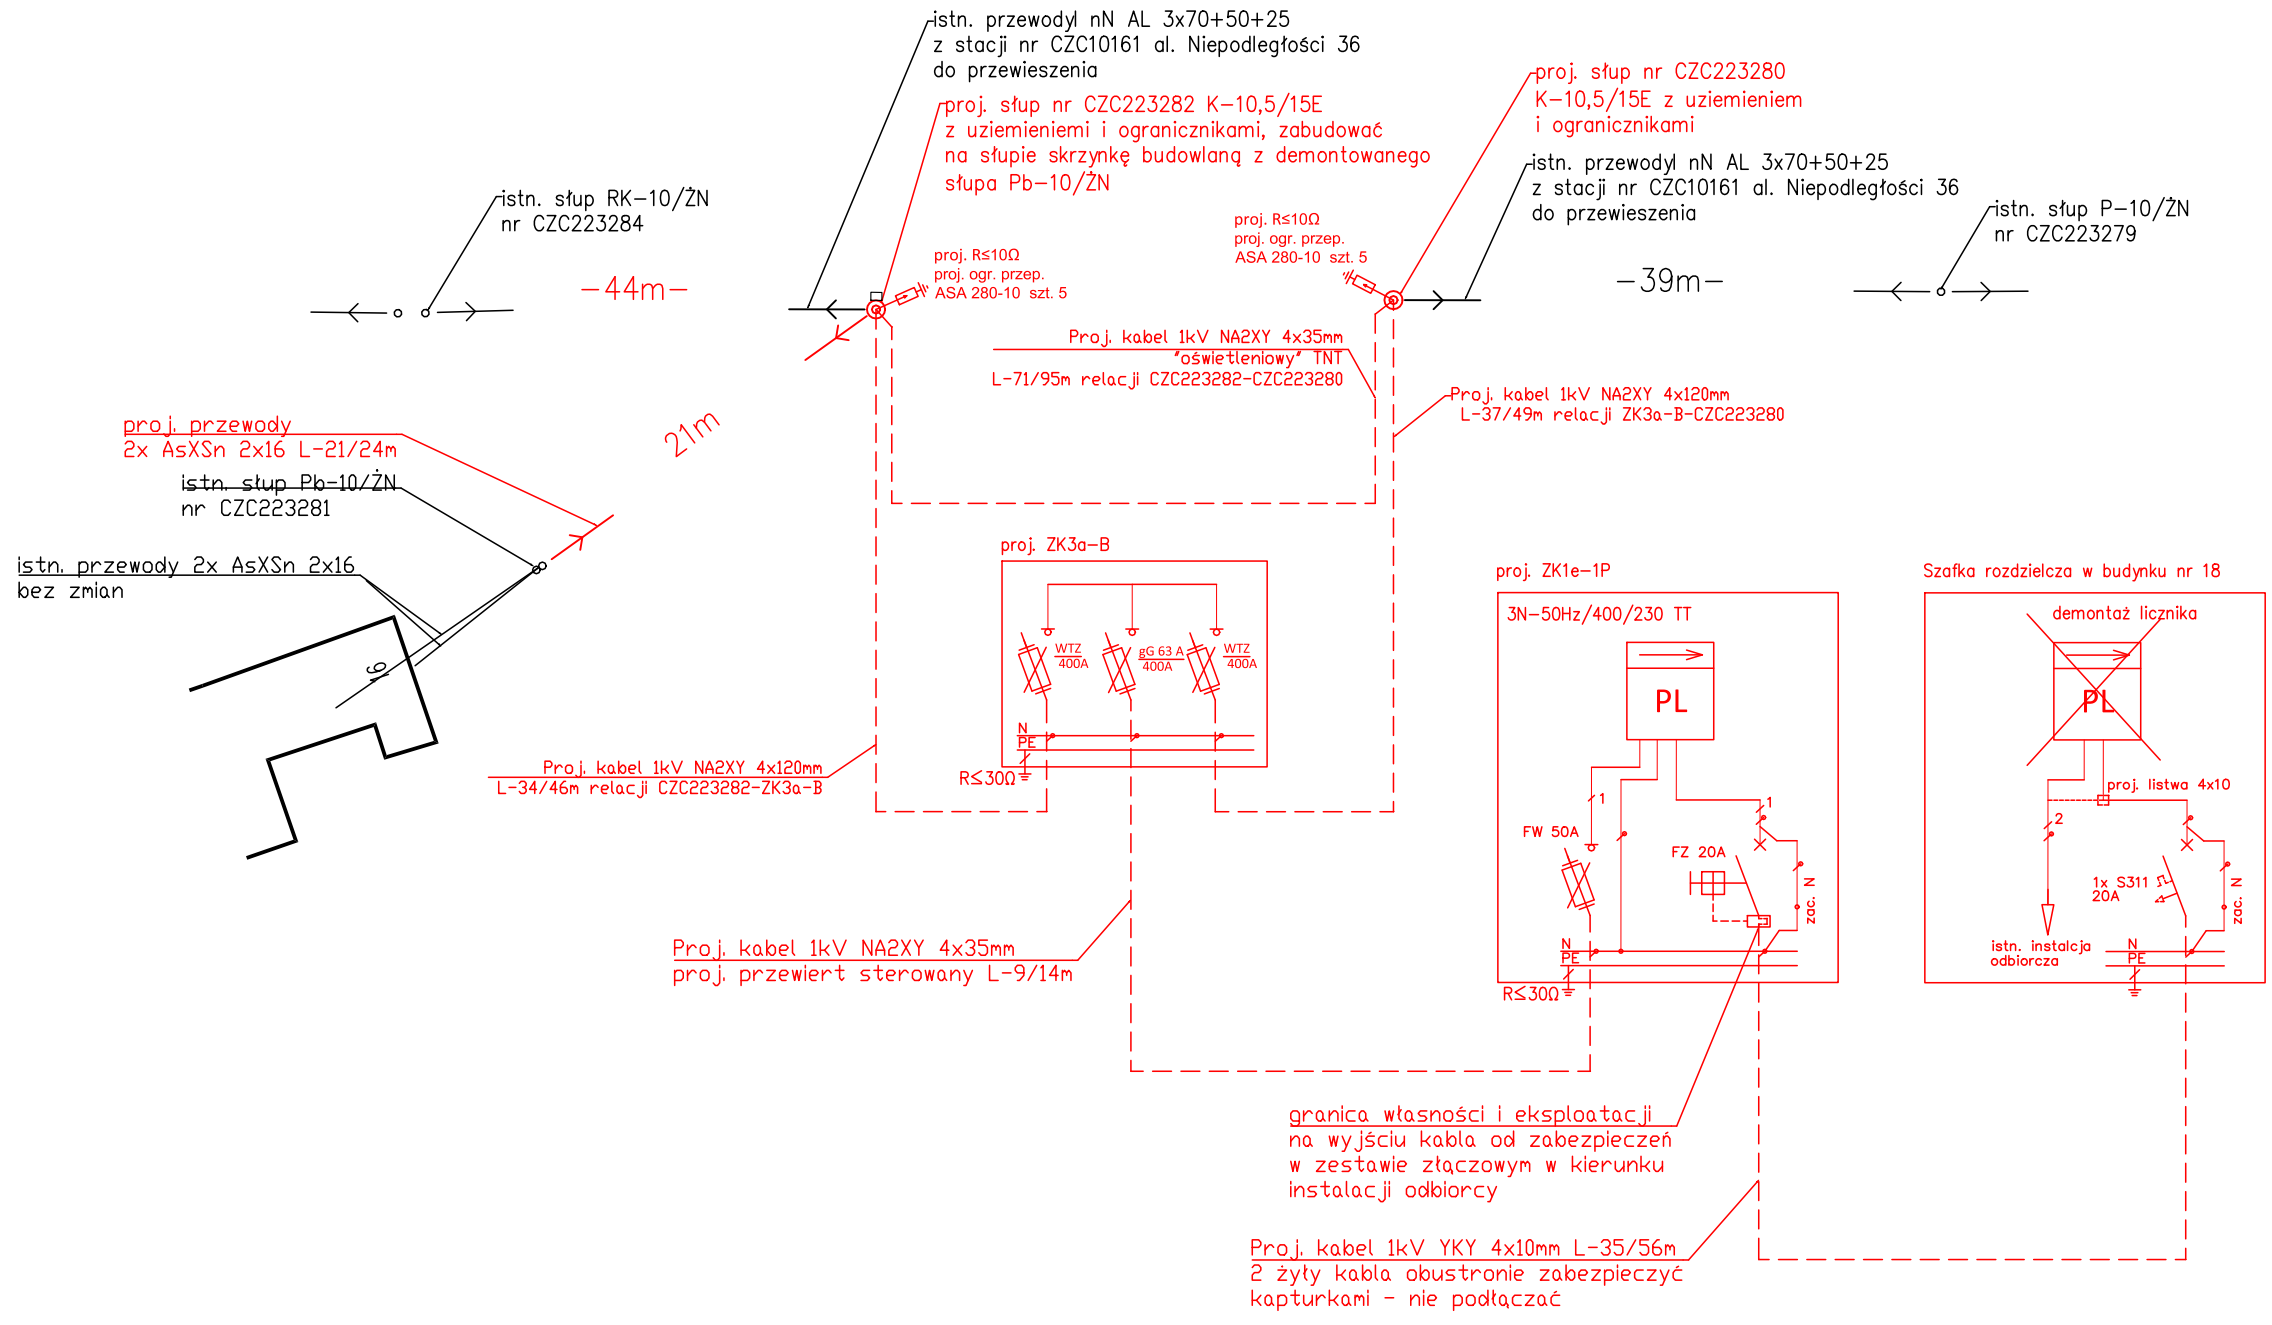 istn. przewodyl nN AL 3x70+50+25
z stacji nr CZC10161 al. Niepodległości 36
do przewieszenia
proj. słup nr CZC223282 K-10,5/15E
z uziemieniemi i ogranicznikami, zabudować
na słupie skrzynkę budowlaną z demontowanego
słupa Pb-10/ŻN
proj. słup nr CZC223280
K-10,5/15E z uziemieniem
i ogranicznikami
istn. przewodyl nN AL 3x70+50+25
z stacji nr CZC10161 al. Niepodległości 36
do przewieszenia
istn. słup RK-10/ŻN
nr CZC223284
istn. słup P-10/ŻN
nr CZC223279
proj. R≤10Ω
proj. ogr. przep.
ASA 280-10 szt. 5
proj. R≤10Ω
proj. ogr. przep.
ASA 280-10 szt. 5
-44m-
-39m-
Proj. kabel 1kV NA2XY 4x35mm
"oświetleniowy" TNT
L-71/95m relacji CZC223282-CZC223280
Proj. kabel 1kV NA2XY 4x120mm
L-37/49m relacji ZK3a-B-CZC223280
21m
proj. przewody
2x AsXSn 2x16 L-21/24m
istn. słup Pb-10/ŻN
nr CZC223281
istn. przewody 2x AsXSn 2x16
bez zmian
16
proj. ZK3a-B
WTZ
400A
gG 63 A
400A
WTZ
400A
N
PE
R≤30Ω
Proj. kabel 1kV NA2XY 4x120mm
L-34/46m relacji CZC223282-ZK3a-B
proj. ZK1e-1P
3N-50Hz/400/230 TT
PL
1
1
FW 50A
FZ 20A
zac. N
N
PE
R≤30Ω
Szafka rozdzielcza w budynku nr 18
demontaż licznika
PL
proj. listwa 4x10
2
1x S311
20A
zac. N
istn. instalcja
odbiorcza
N
PE
Proj. kabel 1kV NA2XY 4x35mm
proj. przewiert sterowany L-9/14m
granica własności i eksploatacji
na wyjściu kabla od zabezpieczeń
w zestawie złączowym w kierunku
instalacji odbiorcy
Proj. kabel 1kV YKY 4x10mm L-35/56m
2 żyły kabla obustronie zabezpieczyć
kapturkami - nie podłączać